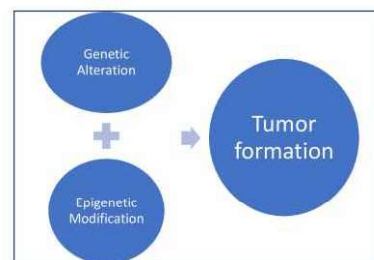 Genetic
Alteration
Epigenetic
Modification
Tumor
formation